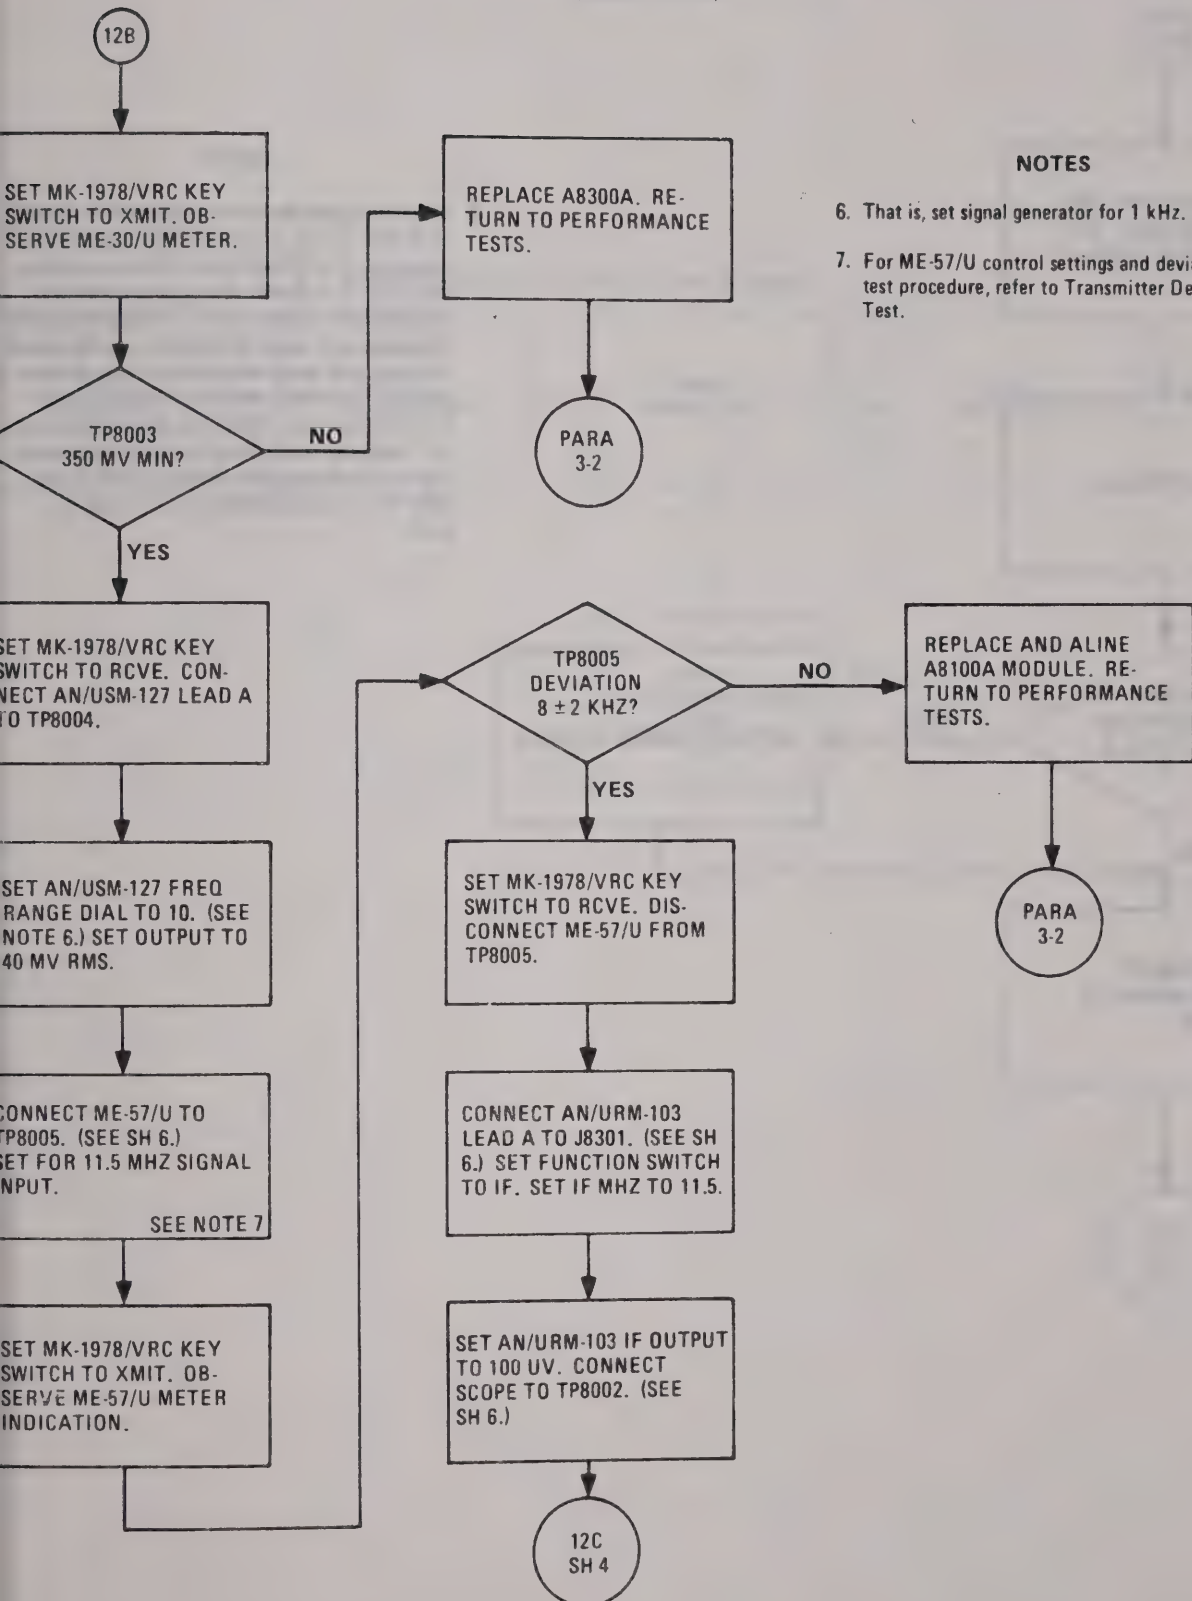 12B
SET MK-1978/VRC KEY
SWITCH TO XMIT. OB-
SERVE ME-30/U METER.
TP8003
350 MV MIN?
NO
YES
REPLACE A8300A. RE-
TURN TO PERFORMANCE
TESTS.
PARA
3-2
NOTES
6. That is, set signal generator for 1 kHz.
7. For ME-57/U control settings and
test procedure, refer to Transmitter
Test.
SET MK-1978/VRC KEY
SWITCH TO RCVE. CON-
NECT AN/USM-127 LEAD A
TO TP8004.
SET AN/USM-127 FREQ
RANGE DIAL TO 10. (SEE
NOTE 6.) SET OUTPUT TO
40 MV RMS.
CONNECT ME-57/U TO
TP8005. (SEE SH 6.)
SET FOR 11.5 MHZ SIGNAL
INPUT.
SEE NOTE 7
SET MK-1978/VRC KEY
SWITCH TO XMIT. OB-
SERVE ME-57/U METER
INDICATION.
TP8005
DEVIATION
8 ± 2 KHZ?
NO
YES
REPLACE AND ALINE
A8100A MODULE. RE-
TURN TO PERFORMANCE
TESTS.
PARA
3-2
SET MK-1978/VRC KEY
SWITCH TO RCVE. DIS-
CONNECT ME-57/U FROM
TP8005.
CONNECT AN/URM-103
LEAD A TO J8301. (SEE SH
6.) SET FUNCTION SWITCH
TO IF. SET IF MHZ TO 11.5.
SET AN/URM-103 IF OUTPUT
TO 100 UV. CONNECT
SCOPE TO TP8002. (SEE
SH 6.)
12C
SH 4